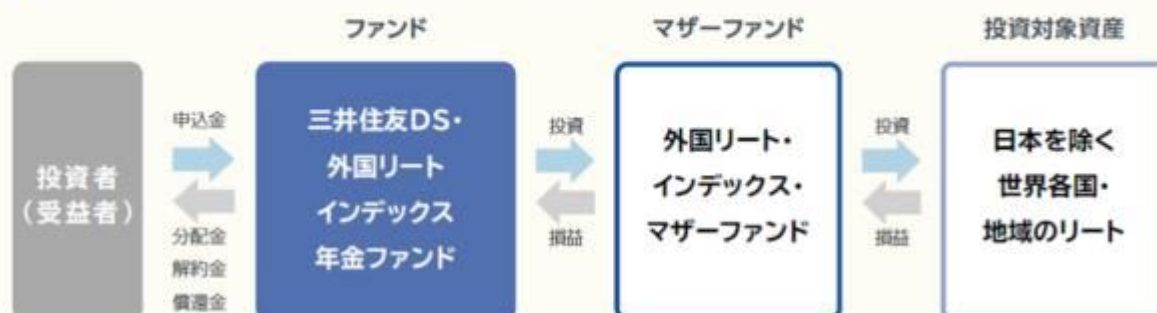 ファンド
マザーファンド
投資対象資産
投資者
(受益者)
申込金
分配金
解約金
償還金
三井住友DS・
外国リート
インデックス
年金ファンド
投資
損益
外国リート・
インデックス・
マザーファンド
投資
損益
日本を除く
世界各国・
地域のリート